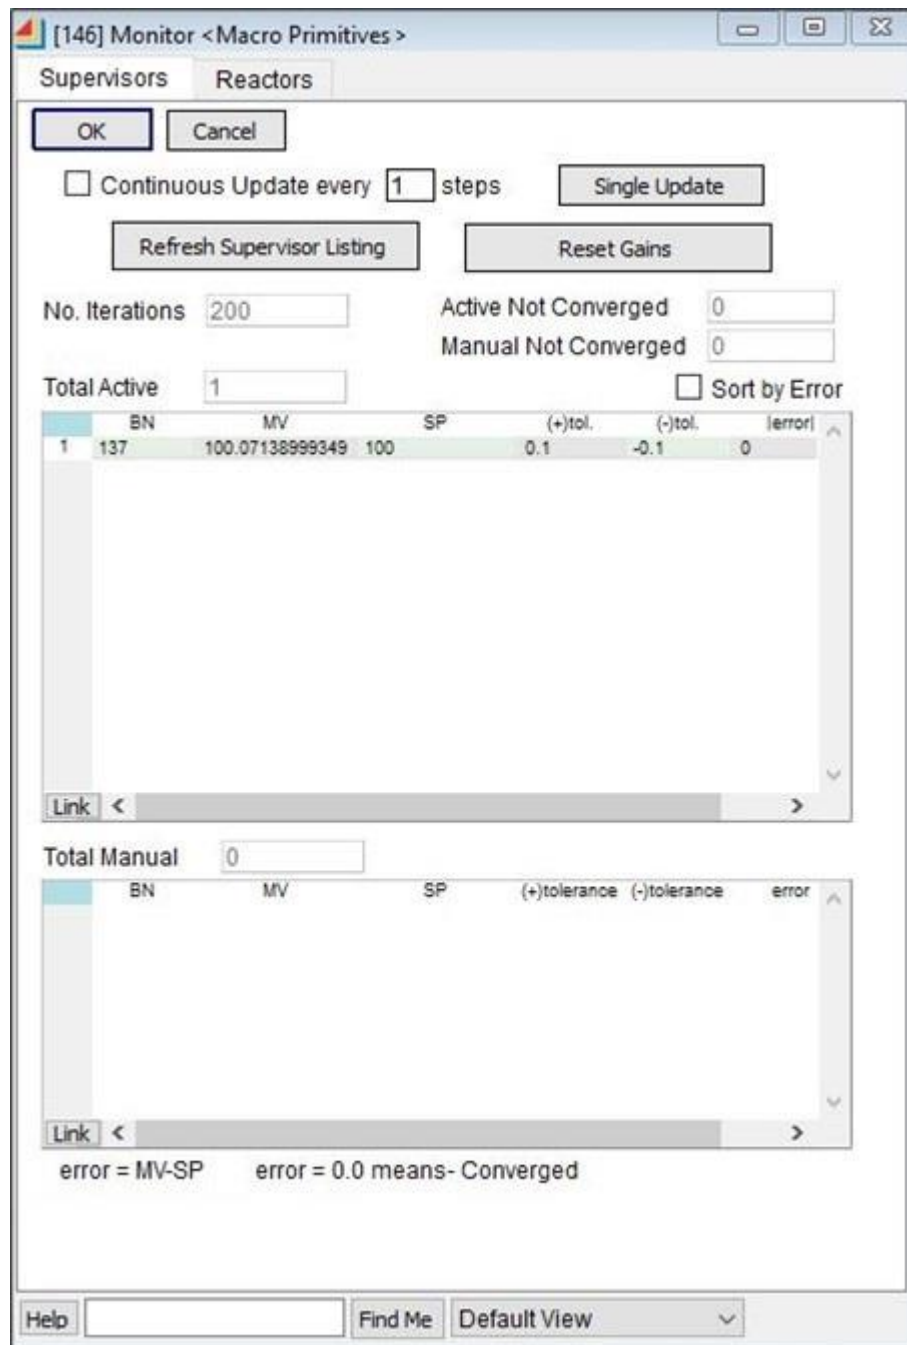 [146] Monitor <Macro Primitives>
Supervisors Reactors
OK Cancel
Continuous Update every 1 steps Single Update
Refresh Supervisor Listing Reset Gains
No. Iterations 200 Active Not Converged 0
Manual Not Converged 0
Total Active 1 Sort by Error
BN MV SP (+)tol. (-)tol. |error|
1 137 100.07138999349 100 0.1 -0.1 0
Link
Total Manual 0
BN MV SP (+)tolerance (-)tolerance error
Link
error = MV-SP error = 0.0 means- Converged
Help Find Me Default View